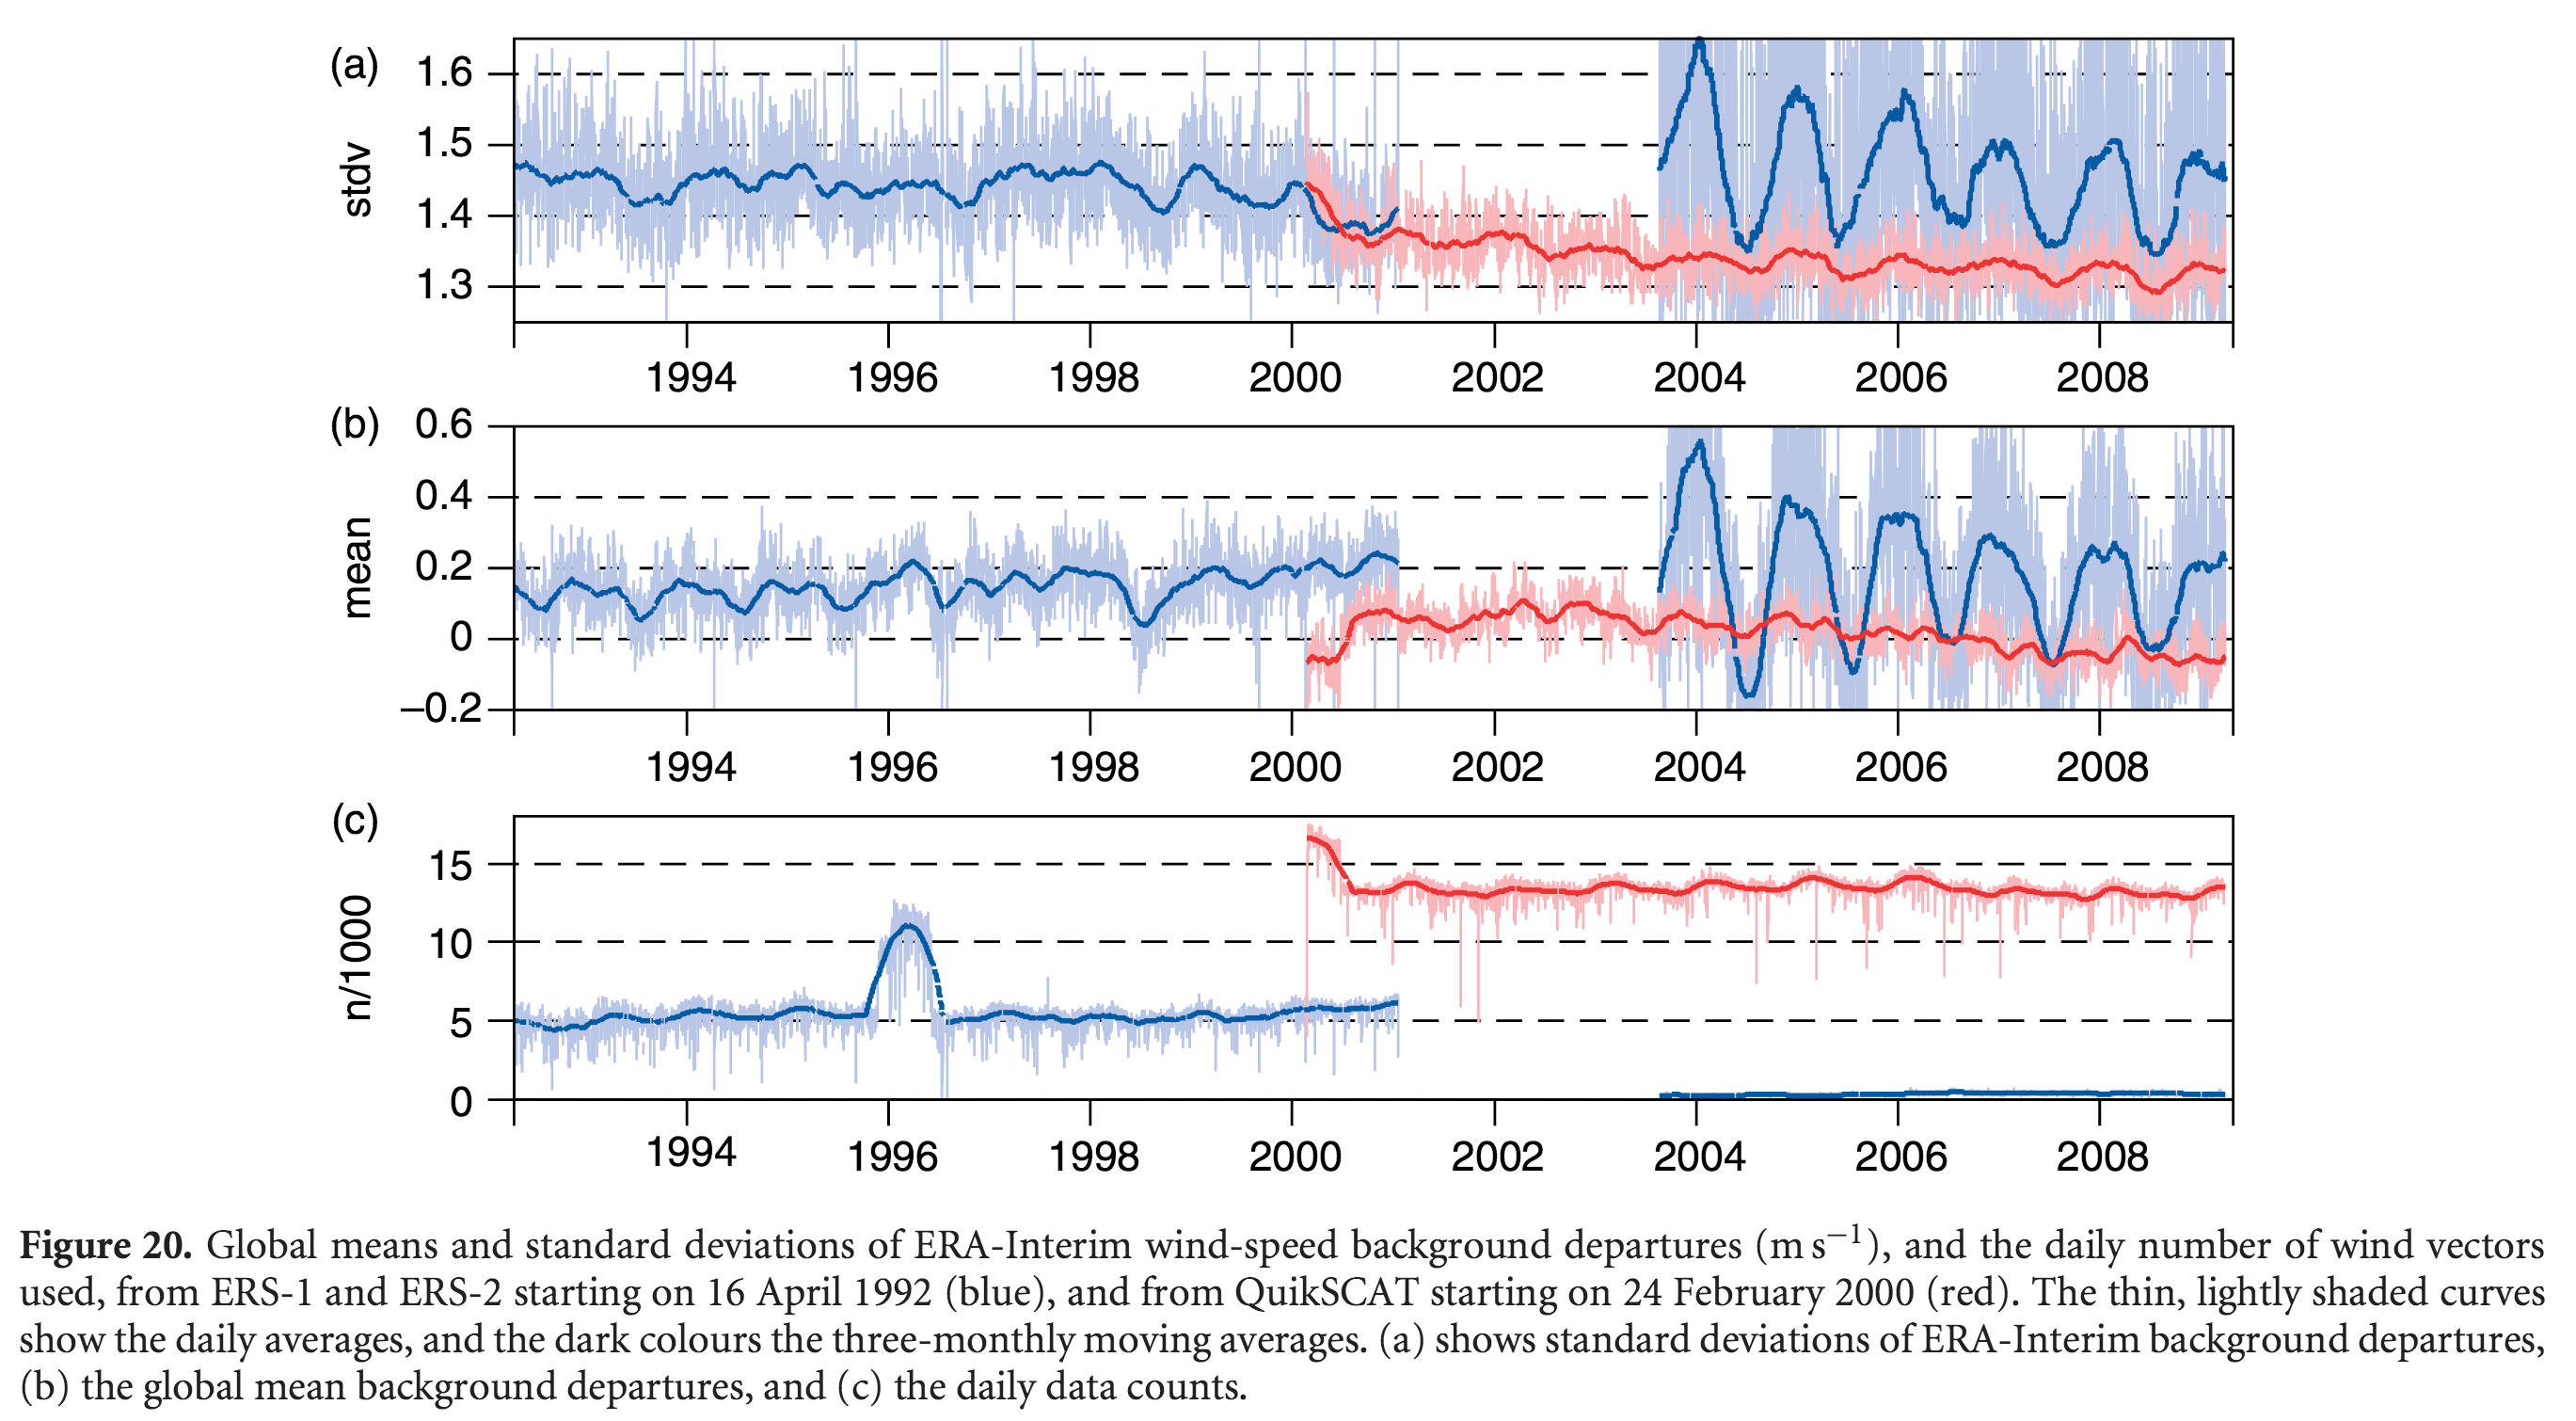 (a)
stdv
1.6
1.5
1.4
1.3
1994 1996 1998 2000 2002 2004 2006 2008
(b)
mean
0.6
0.4
0.2
0
−0.2
1994 1996 1998 2000 2002 2004 2006 2008
(c)
n/1000
15
10
5
0
1994 1996 1998 2000 2002 2004 2006 2008
Figure 20. Global means and standard deviations of ERA-Interim wind-speed background departures (m s⁻¹), and the daily number of wind vectors
used, from ERS-1 and ERS-2 starting on 16 April 1992 (blue), and from QuikSCAT starting on 24 February 2000 (red). The thin, lightly shaded curves
show the daily averages, and the dark colours the three-monthly moving averages. (a) shows standard deviations of ERA-Interim background departures,
(b) the global mean background departures, and (c) the daily data counts.